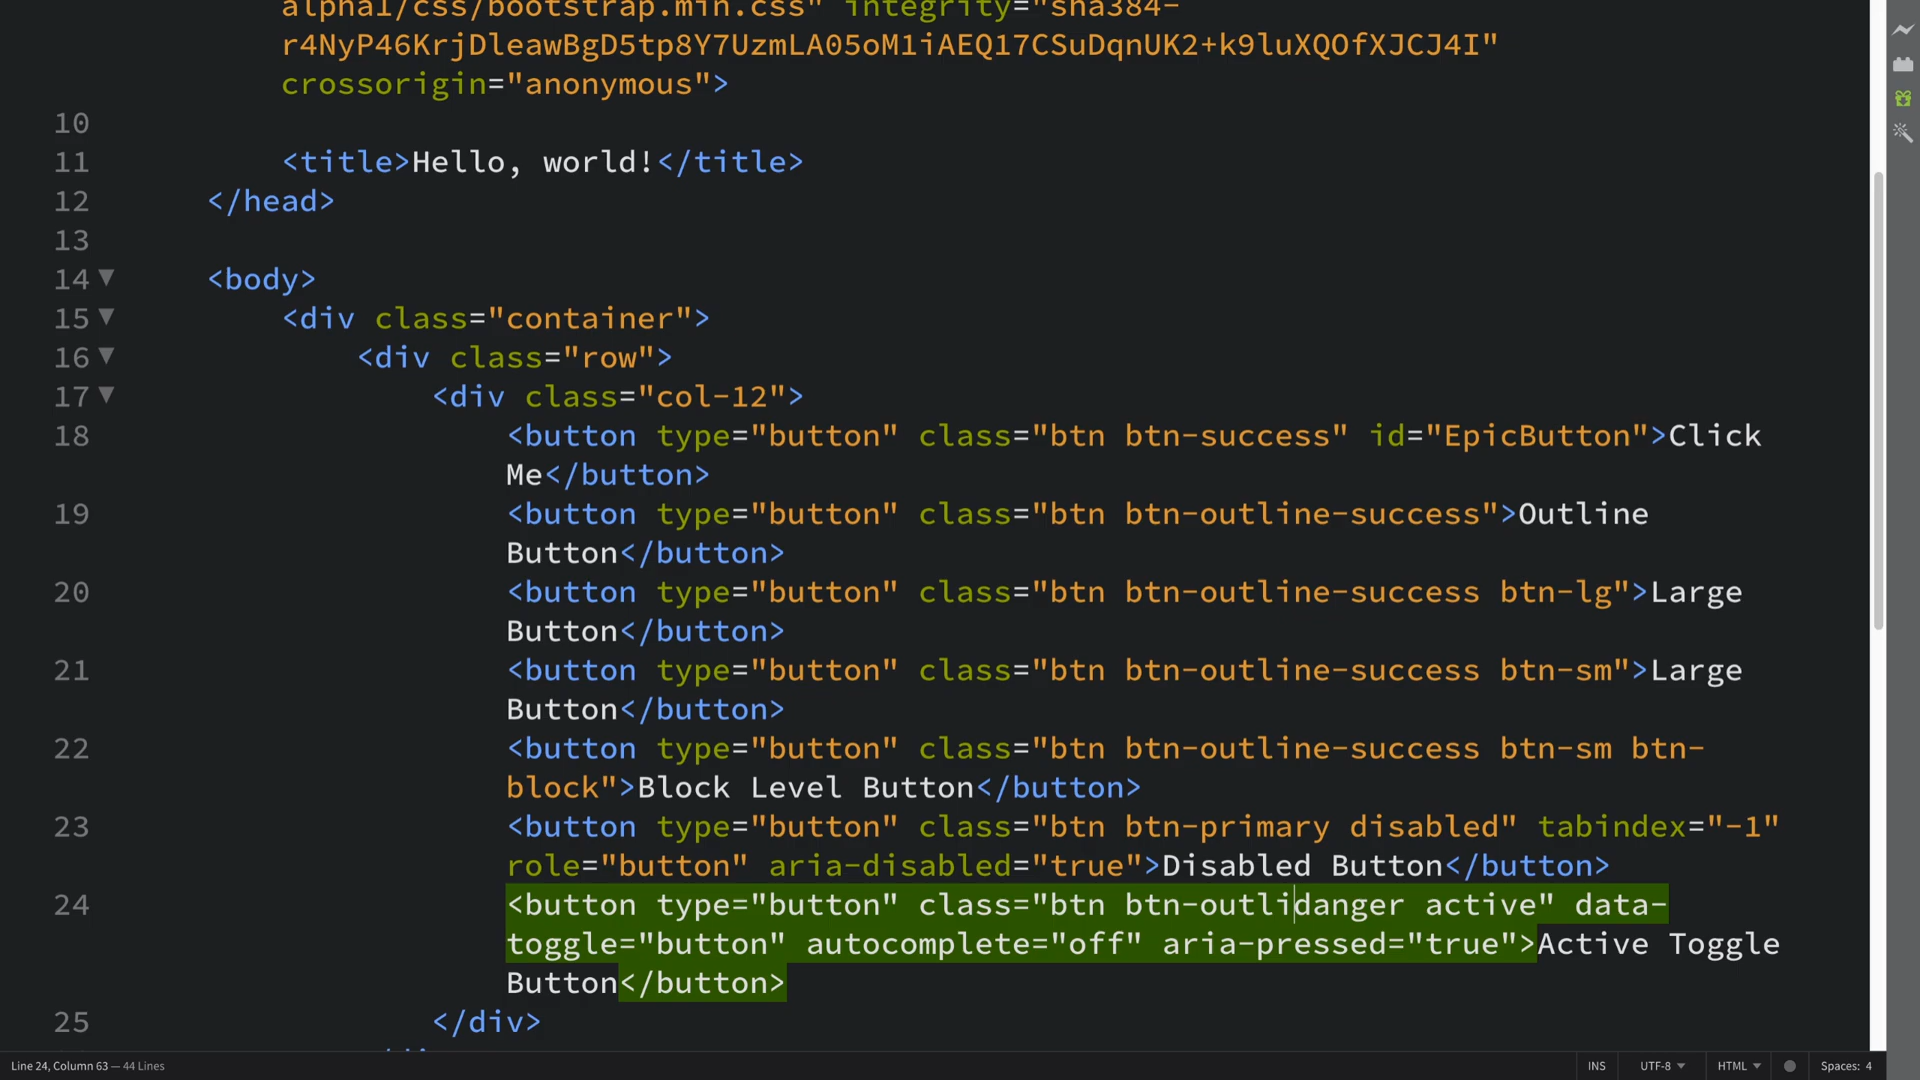 alpha1/css/bootstrap.min.css" integrity="sha384-
r4NyP46KrjDleawBgD5tp8Y7UzmLA05oM1iAEQ17CSuDqnUK2+k9luXQOfXJCJ4I"
crossorigin="anonymous">
10
11 <title>Hello, world!</title>
12 </head>
13
14 <body>
15 <div class="container">
16 <div class="row">
17 <div class="col-12">
18 <button type="button" class="btn btn-success" id="EpicButton">Click
Me</button>
19 <button type="button" class="btn btn-outline-success">Outline
Button</button>
20 <button type="button" class="btn btn-outline-success btn-lg">Large
Button</button>
21 <button type="button" class="btn btn-outline-success btn-sm">Large
Button</button>
22 <button type="button" class="btn btn-outline-success btn-sm btn-
block">Block Level Button</button>
23 <button type="button" class="btn btn-primary disabled" tabindex="-1"
role="button" aria-disabled="true">Disabled Button</button>
24 <button type="button" class="btn btn-outlidanger active" data-
toggle="button" autocomplete="off" aria-pressed="true">Active Toggle
Button</button>
25 </div>
Line 24, Column 63 — 44 Lines INS UTF-8 HTML Spaces: 4